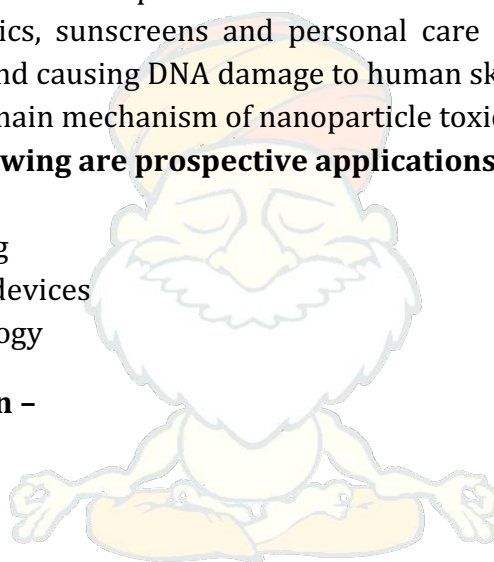 ics, sunscreens and personal care
nd causing DNA damage to human sk
main mechanism of nanoparticle toxi
wing are prospective applications
g
devices
ogy
n –